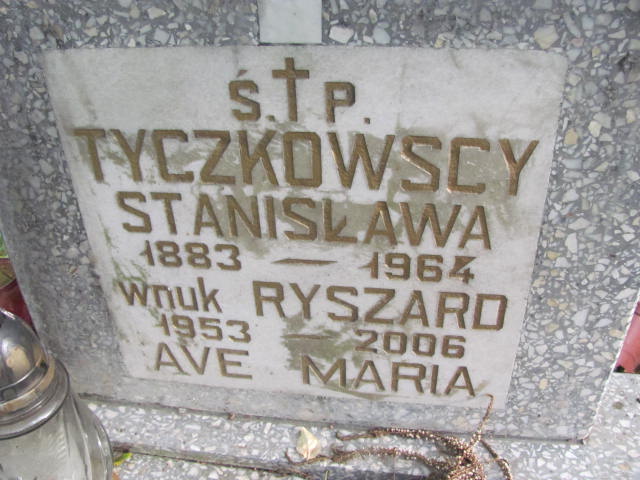 Ś. † P.
TYCZKOWSCY
STANISŁAWA
1883 — 1964
wnuk RYSZARD
1953 — 2006
AVE MARIA